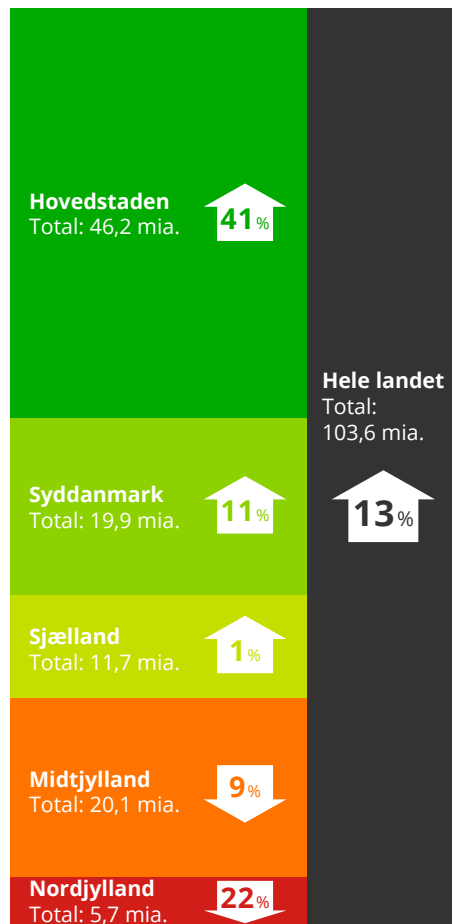 Hovedstaden
Total: 46,2 mia.
41%
Hele landet
Total:
103,6 mia.
13%
Syddanmark
Total: 19,9 mia.
11%
Sjælland
Total: 11,7 mia.
1%
Midtjylland
Total: 20,1 mia.
9%
Nordjylland
Total: 5,7 mia.
22%